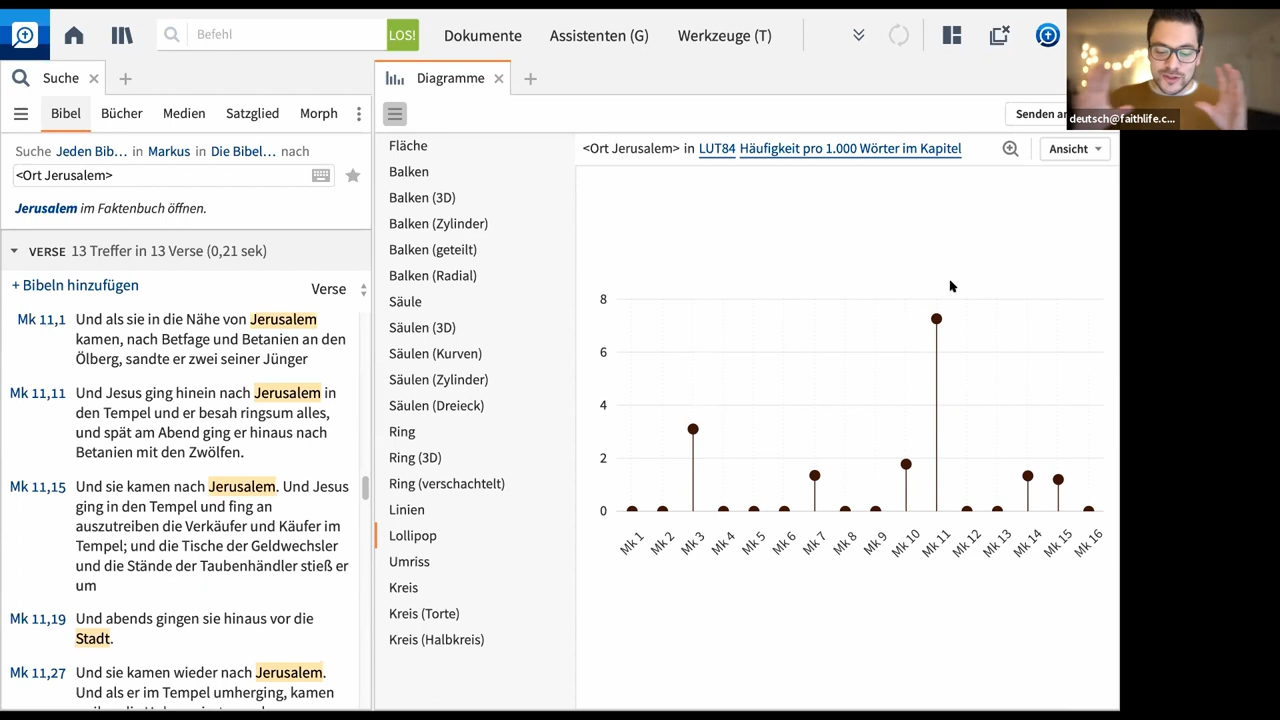 Befehl
LOS!
Dokumente
Assistenten (G)
Werkzeuge (T)
deutsch@faithlife.c...
Suche
Bibel
Bücher
Medien
Satzglied
Morph
Suche Jeden Bib... in Markus in Die Bibel... nach
<Ort Jerusalem>
Jerusalem im Faktenbuch öffnen.
VERSE 13 Treffer in 13 Verse (0,21 sek)
+ Bibeln hinzufügen
Verse
Mk 11,1 Und als sie in die Nähe von Jerusalem
kamen, nach Betfage und Betanien an den
Ölberg, sandte er zwei seiner Jünger
Mk 11,11 Und Jesus ging hinein nach Jerusalem in
den Tempel und er besah ringsum alles,
und spät am Abend ging er hinaus nach
Betanien mit den Zwölfen.
Mk 11,15 Und sie kamen nach Jerusalem. Und Jesus
ging in den Tempel und fing an
auszutreiben die Verkäufer und Käufer im
Tempel; und die Tische der Geldwechsler
und die Stände der Taubenhändler stieß er
um
Mk 11,19 Und abends gingen sie hinaus vor die
Stadt.
Mk 11,27 Und sie kamen wieder nach Jerusalem.
Und als er im Tempel umherging, kamen
Diagramme
Senden an
Fläche
Balken
Balken (3D)
Balken (Zylinder)
Balken (geteilt)
Balken (Radial)
Säule
Säulen (3D)
Säulen (Kurven)
Säulen (Zylinder)
Säulen (Dreieck)
Ring
Ring (3D)
Ring (verschachtelt)
Linien
Lollipop
Umriss
Kreis
Kreis (Torte)
Kreis (Halbkreis)
<Ort Jerusalem> in LUT84 Häufigkeit pro 1.000 Wörter im Kapitel
Ansicht
8
6
4
2
0
Mk 1
Mk 2
Mk 3
Mk 4
Mk 5
Mk 6
Mk 7
Mk 8
Mk 9
Mk 10
Mk 11
Mk 12
Mk 13
Mk 14
Mk 15
Mk 16